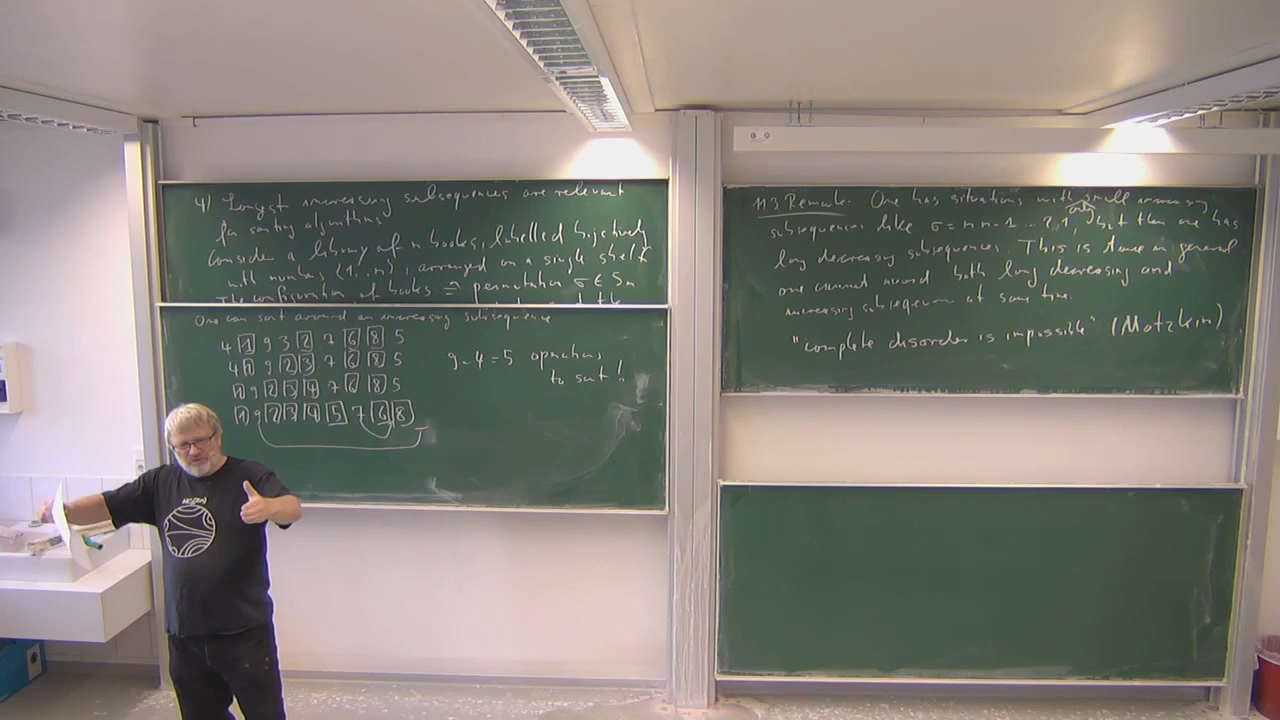 4) Longest increasing subsequences are relevant
for sorting algorithms
Consider a library of n books, labelled bijectively
with numbers {1...n}, arranged on a single shelf
The configuration of books ≙ permutation σ ∈ Sn
One can sort around an increasing subsequence
4 1 9 3 2 7 6 8 5
4 1 9 2 3 7 6 8 5
1 9 2 3 4 7 6 8 5
1 9 2 3 4 5 7 6 8
9-4=5 operations
to sort!
11.3 Remark: One has situations with only small increasing
subsequences like σ = n n-1 ... 2 1, but then one has
long decreasing subsequences. This is true in general
one cannot avoid both long decreasing and
increasing subsequences at same time.
"complete disorder is impossible" (Motzkin)